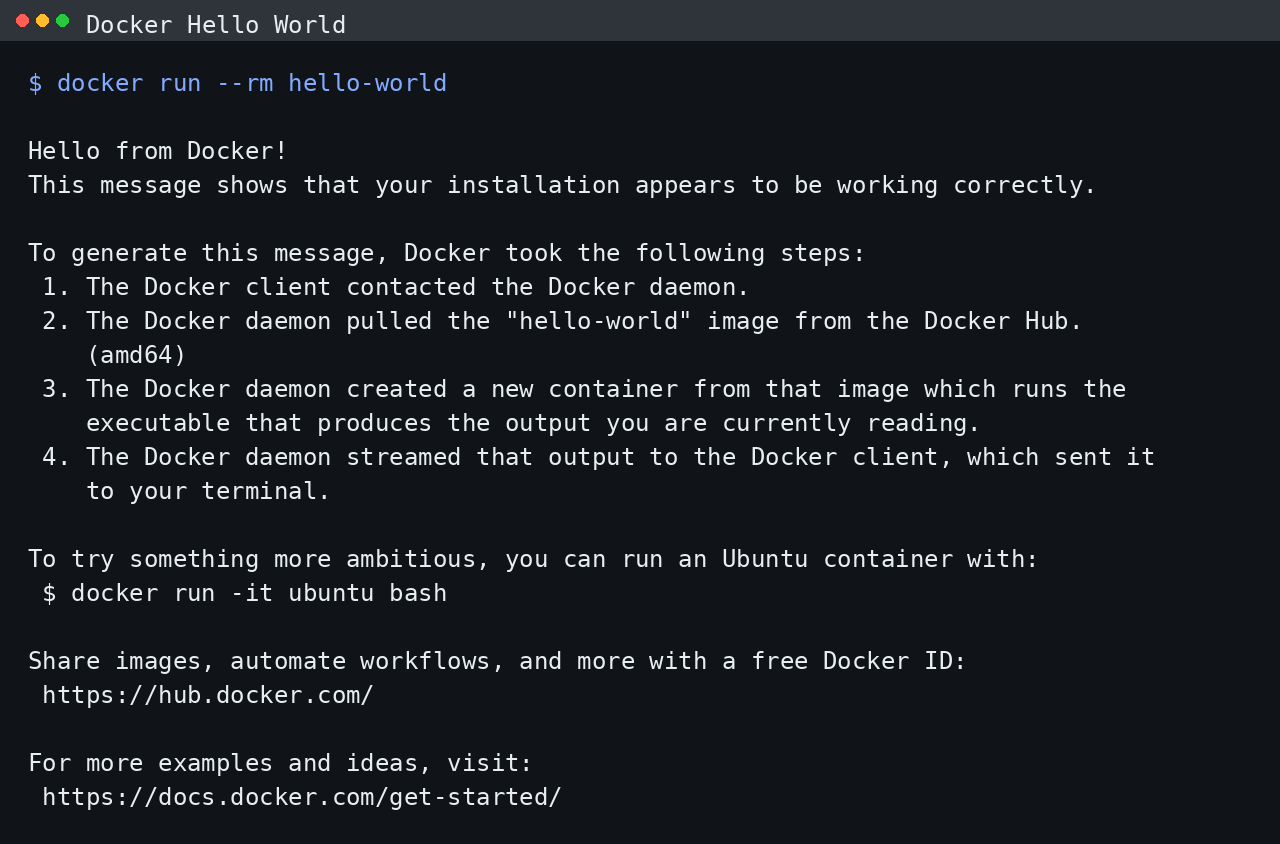 Docker Hello World
$ docker run --rm hello-world
Hello from Docker!
This message shows that your installation appears to be working correctly.
To generate this message, Docker took the following steps:
1. The Docker client contacted the Docker daemon.
2. The Docker daemon pulled the "hello-world" image from the Docker Hub.
(amd64)
3. The Docker daemon created a new container from that image which runs the
executable that produces the output you are currently reading.
4. The Docker daemon streamed that output to the Docker client, which sent it
to your terminal.
To try something more ambitious, you can run an Ubuntu container with:
$ docker run -it ubuntu bash
Share images, automate workflows, and more with a free Docker ID:
https://hub.docker.com/
For more examples and ideas, visit:
https://docs.docker.com/get-started/